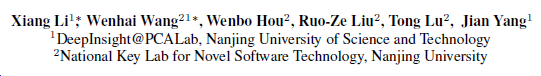 Xiang Li¹*, Wenhai Wang²¹*, Wenbo Hou², Ruo-Ze Liu², Tong Lu², Jian Yang¹
¹DeepInsight@PCALab, Nanjing University of Science and Technology
²National Key Lab for Novel Software Technology, Nanjing University